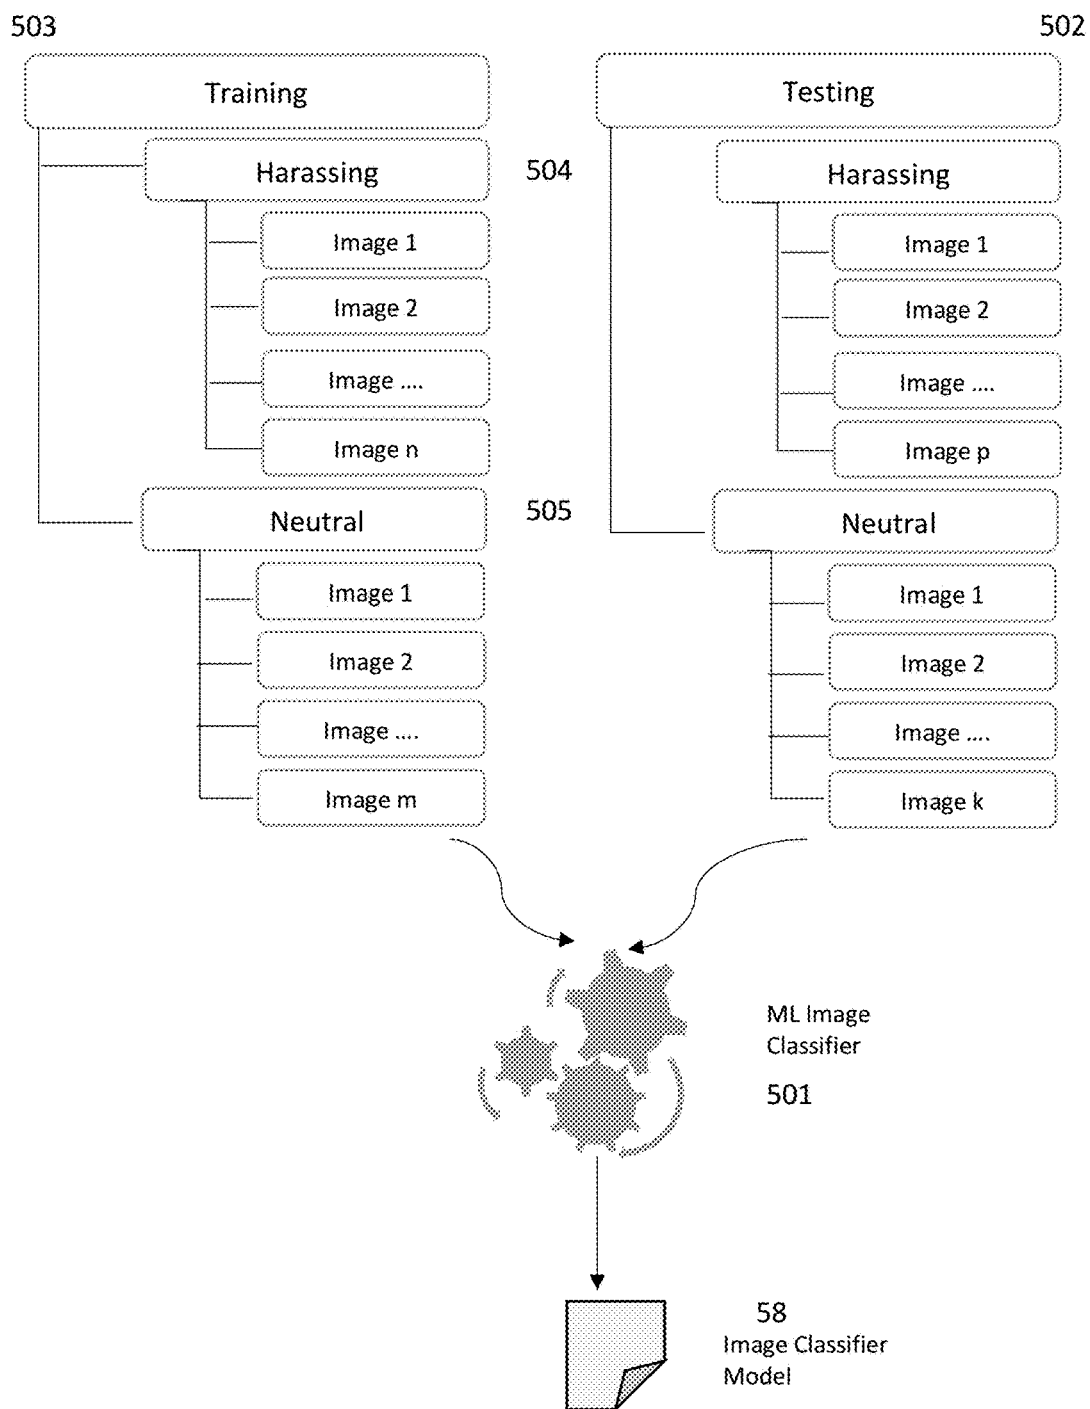 503
502
Training
Testing
Harassing
504
Harassing
Image 1
Image 1
Image 2
Image 2
Image ....
Image ....
Image n
Image p
Neutral
505
Neutral
Image 1
Image 1
Image 2
Image 2
Image ....
Image ....
Image m
Image k
ML Image
Classifier
501
58
Image Classifier
Model